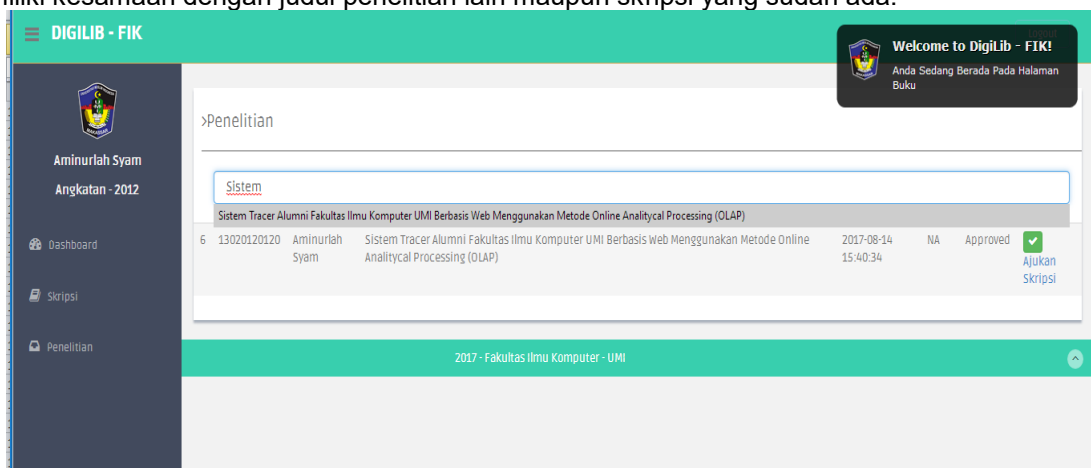 miliki kesamaan dengan judul penelitian lain maupun skripsi yang sudah ada.
DIGILIB - FIK
Logout
Welcome to DigiLib - FIK!
Anda Sedang Berada Pada Halaman
Buku
MAKASSAR
Aminurlah Syam
Angkatan - 2012
Dashboard
Skripsi
Penelitian
>Penelitian
Sistem
Sistem Tracer Alumni Fakultas Ilmu Komputer UMI Berbasis Web Menggunakan Metode Online Analitycal Processing (OLAP)
6 13020120120 Aminurlah Sistem Tracer Alumni Fakultas Ilmu Komputer UMI Berbasis Web Menggunakan Metode Online 2017-08-14 NA Approved
Syam Analitycal Processing (OLAP) 15:40:34 Ajukan
Skripsi
2017 - Fakultas Ilmu Komputer - UMI